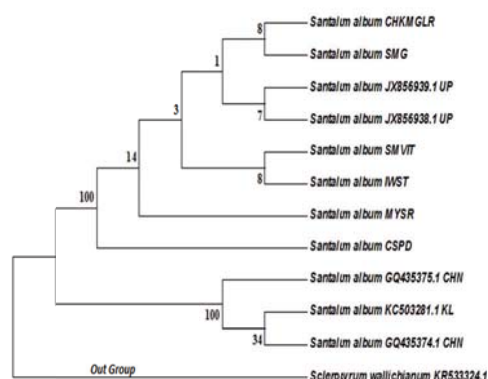 8
Santalum album CHKMGLR
1
Santalum album SMG
Santalum album JX856939.1 UP
3
7
Santalum album JX856938.1 UP
14
Santalum album SMVIT
8
Santalum album IWST
100
Santalum album MYSR
Santalum album CSPD
Santalum album GQ435375.1 CHN
100
Santalum album KC503281.1 KL
34
Santalum album GQ435374.1 CHN
Out Group
Scleropyrum wallichianum KR533324.1